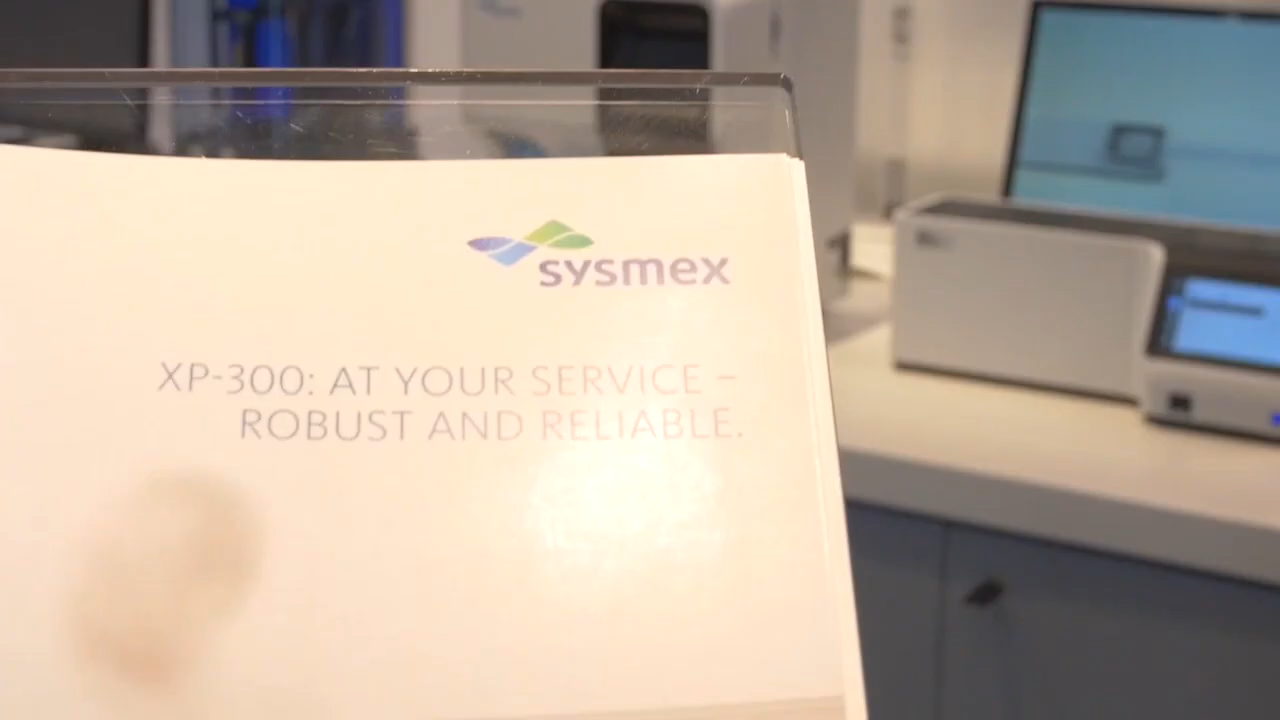 sysmex
XP-300: AT YOUR SERVICE –
ROBUST AND RELIABLE.